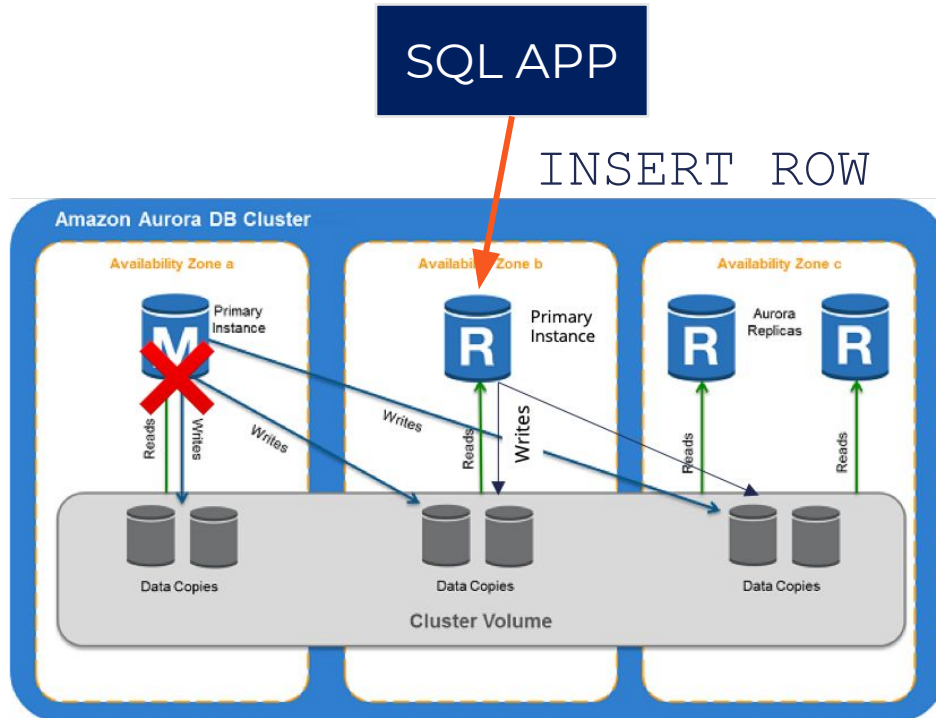 SQL APP
INSERT ROW
Amazon Aurora DB Cluster
Availability Zone a
Availability Zone b
Availability Zone c
M
Primary
Instance
R
Primary
Instance
R
Aurora
Replicas
R
Reads
Writes
Writes
Writes
Reads
Writes
Reads
Reads
Data Copies
Data Copies
Data Copies
Cluster Volume